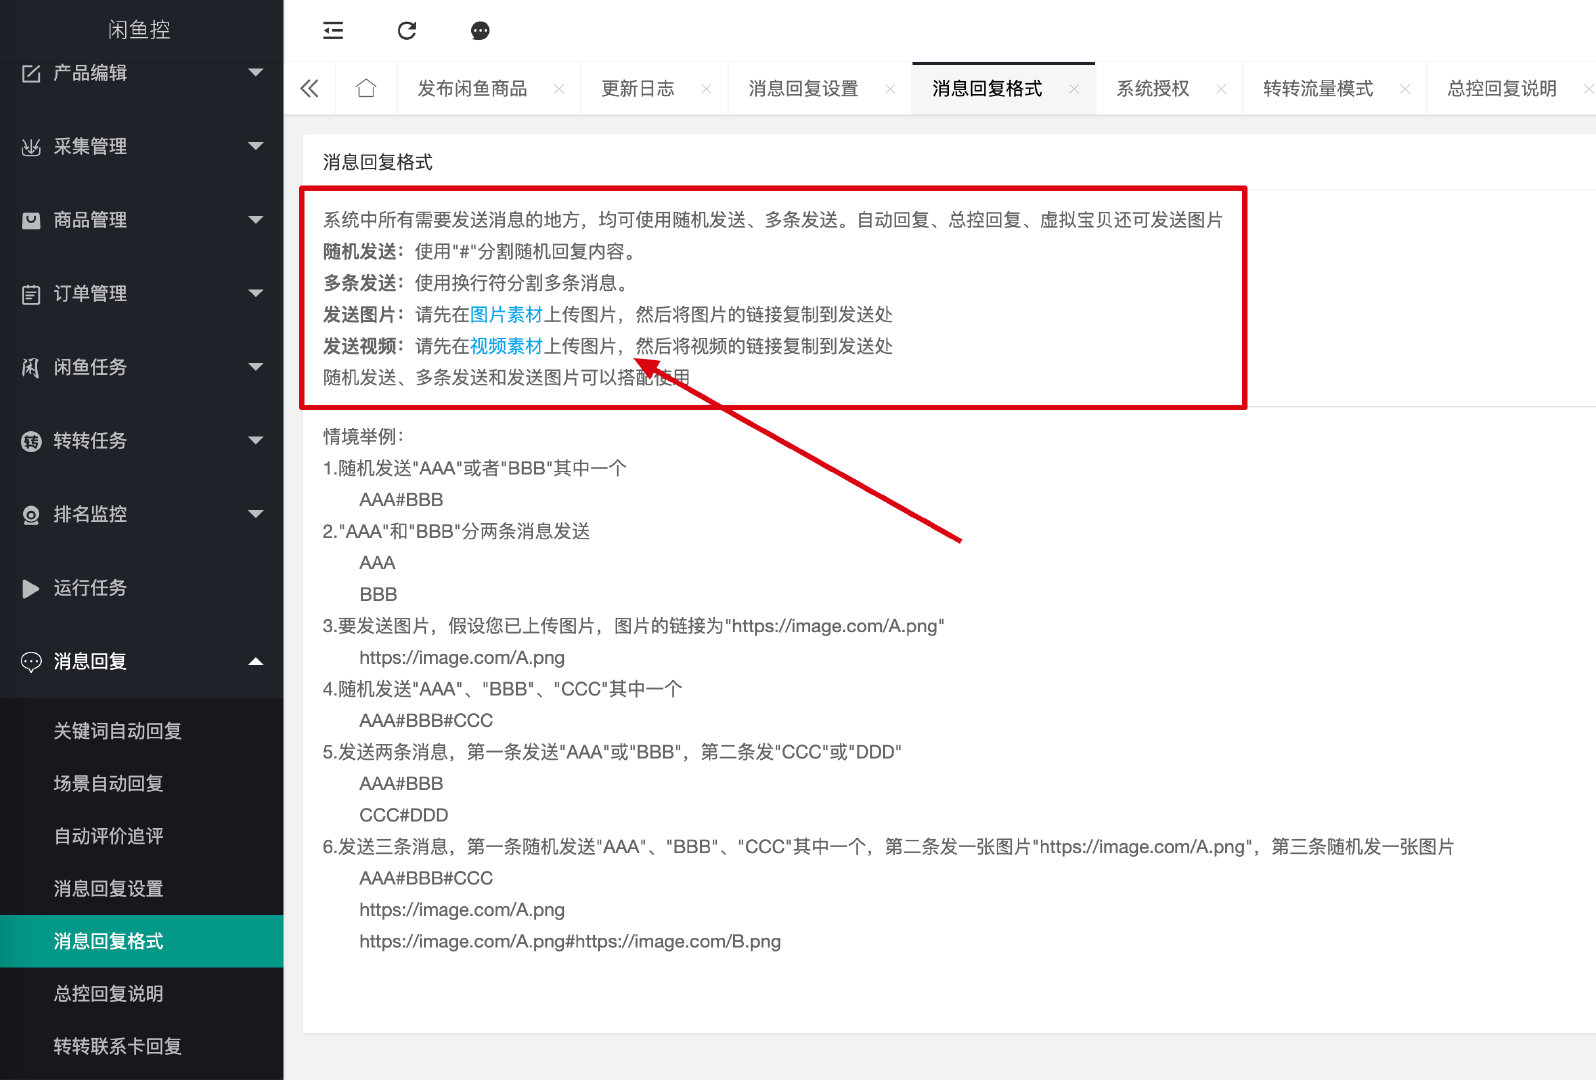 闲鱼控
产品编辑
采集管理
商品管理
订单管理
闲鱼任务
转转任务
排名监控
运行任务
消息回复
关键词自动回复
场景自动回复
自动评价追评
消息回复设置
消息回复格式
总控回复说明
转转联系卡回复
发布闲鱼商品 更新日志 消息回复设置 消息回复格式 系统授权 转转流量模式 总控回复说明
消息回复格式
系统中所有需要发送消息的地方，均可使用随机发送、多条发送。自动回复、总控回复、虚拟宝贝还可发送图片
随机发送：使用"#"分割随机回复内容。
多条发送：使用换行符分割多条消息。
发送图片：请先在图片素材上传图片，然后将图片的链接复制到发送处
发送视频：请先在视频素材上传图片，然后将视频的链接复制到发送处
随机发送、多条发送和发送图片可以搭配使用
情境举例：
1.随机发送"AAA"或者"BBB"其中一个
AAA#BBB
2."AAA"和"BBB"分两条消息发送
AAA
BBB
3.要发送图片，假设您已上传图片，图片的链接为"https://image.com/A.png"
https://image.com/A.png
4.随机发送"AAA"、"BBB"、"CCC"其中一个
AAA#BBB#CCC
5.发送两条消息，第一条发送"AAA"或"BBB"，第二条发"CCC"或"DDD"
AAA#BBB
CCC#DDD
6.发送三条消息，第一条随机发送"AAA"、"BBB"、"CCC"其中一个，第二条发一张图片"https://image.com/A.png"，第三条随机发一张图片
AAA#BBB#CCC
https://image.com/A.png
https://image.com/A.png#https://image.com/B.png